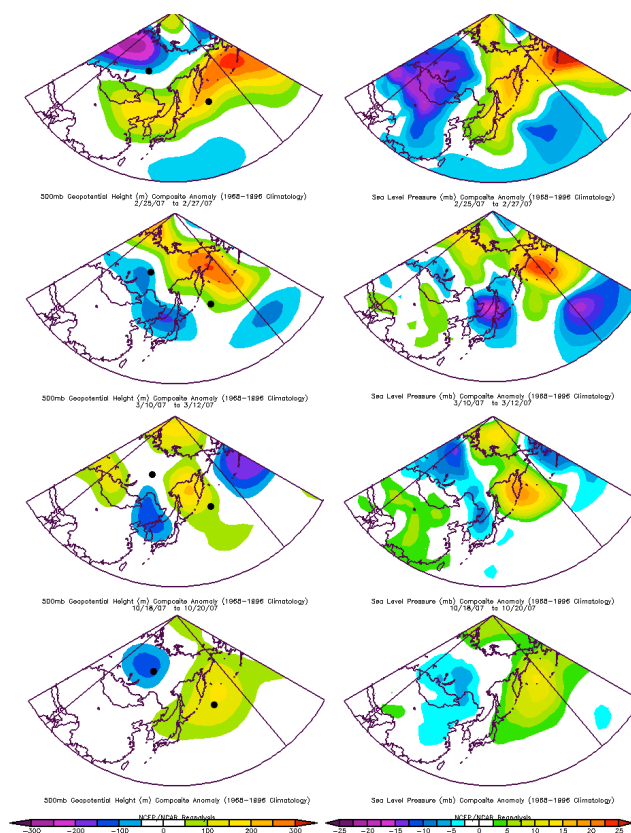 500mb Geopotential Height (m) Composite Anomaly (1968-1996 Climatology)
2/25/07 to 2/27/07
Sea Level Pressure (mb) Composite Anomaly (1968-1996 Climatology)
2/25/07 to 2/27/07
500mb Geopotential Height (m) Composite Anomaly (1968-1996 Climatology)
3/10/07 to 3/12/07
Sea Level Pressure (mb) Composite Anomaly (1968-1996 Climatology)
3/10/07 to 3/12/07
500mb Geopotential Height (m) Composite Anomaly (1968-1996 Climatology)
10/18/07 to 10/20/07
Sea Level Pressure (mb) Composite Anomaly (1968-1996 Climatology)
10/18/07 to 10/20/07
500mb Geopotential Height (m) Composite Anomaly (1968-1996 Climatology)
Sea Level Pressure (mb) Composite Anomaly (1968-1996 Climatology)
NCEP/NCAR Reanalysis
NCEP/NCAR Reanalysis
-300 -200 -100 0 100 200 300
-25 -20 -15 -10 -5 0 5 10 15 20 25